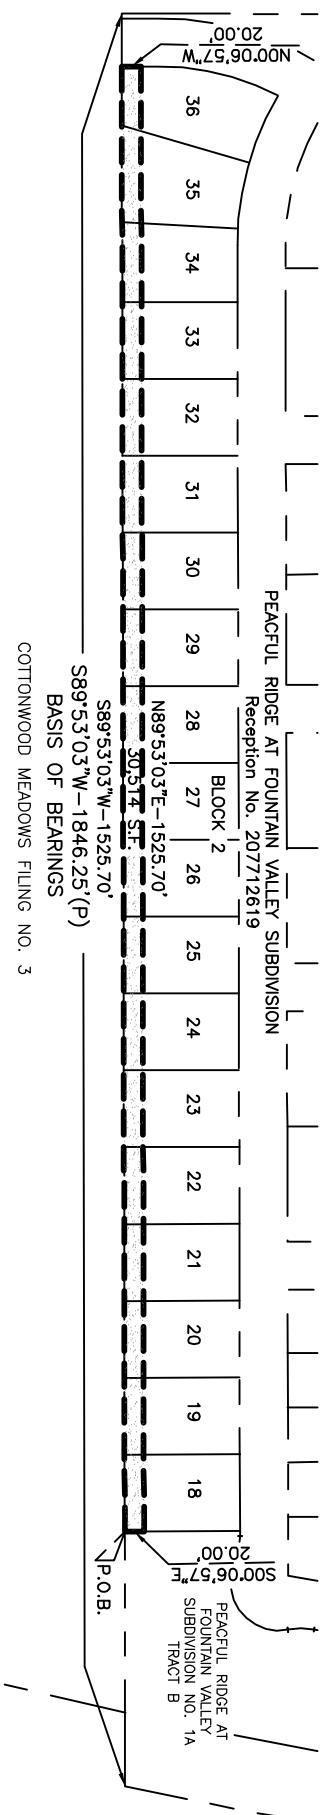 N00°06'57"W
20.00'
36
35
34
33
32
31
30
29
28
27
26
25
24
23
22
21
20
19
18
PEACFUL RIDGE AT FOUNTAIN VALLEY SUBDIVISION
Reception No. 207712619
BLOCK 2
N89°53'03"E-1525.70'
30,514 S.F.
S89°53'03"W-1525.70'
S89°53'03"W-1846.25'(P)
BASIS OF BEARINGS
COTTONWOOD MEADOWS FILING NO. 3
S00°06'57"E
20.00'
P.O.B.
PEACFUL RIDGE AT
FOUNTAIN VALLEY
SUBDIVISION NO. 1A
TRACT B